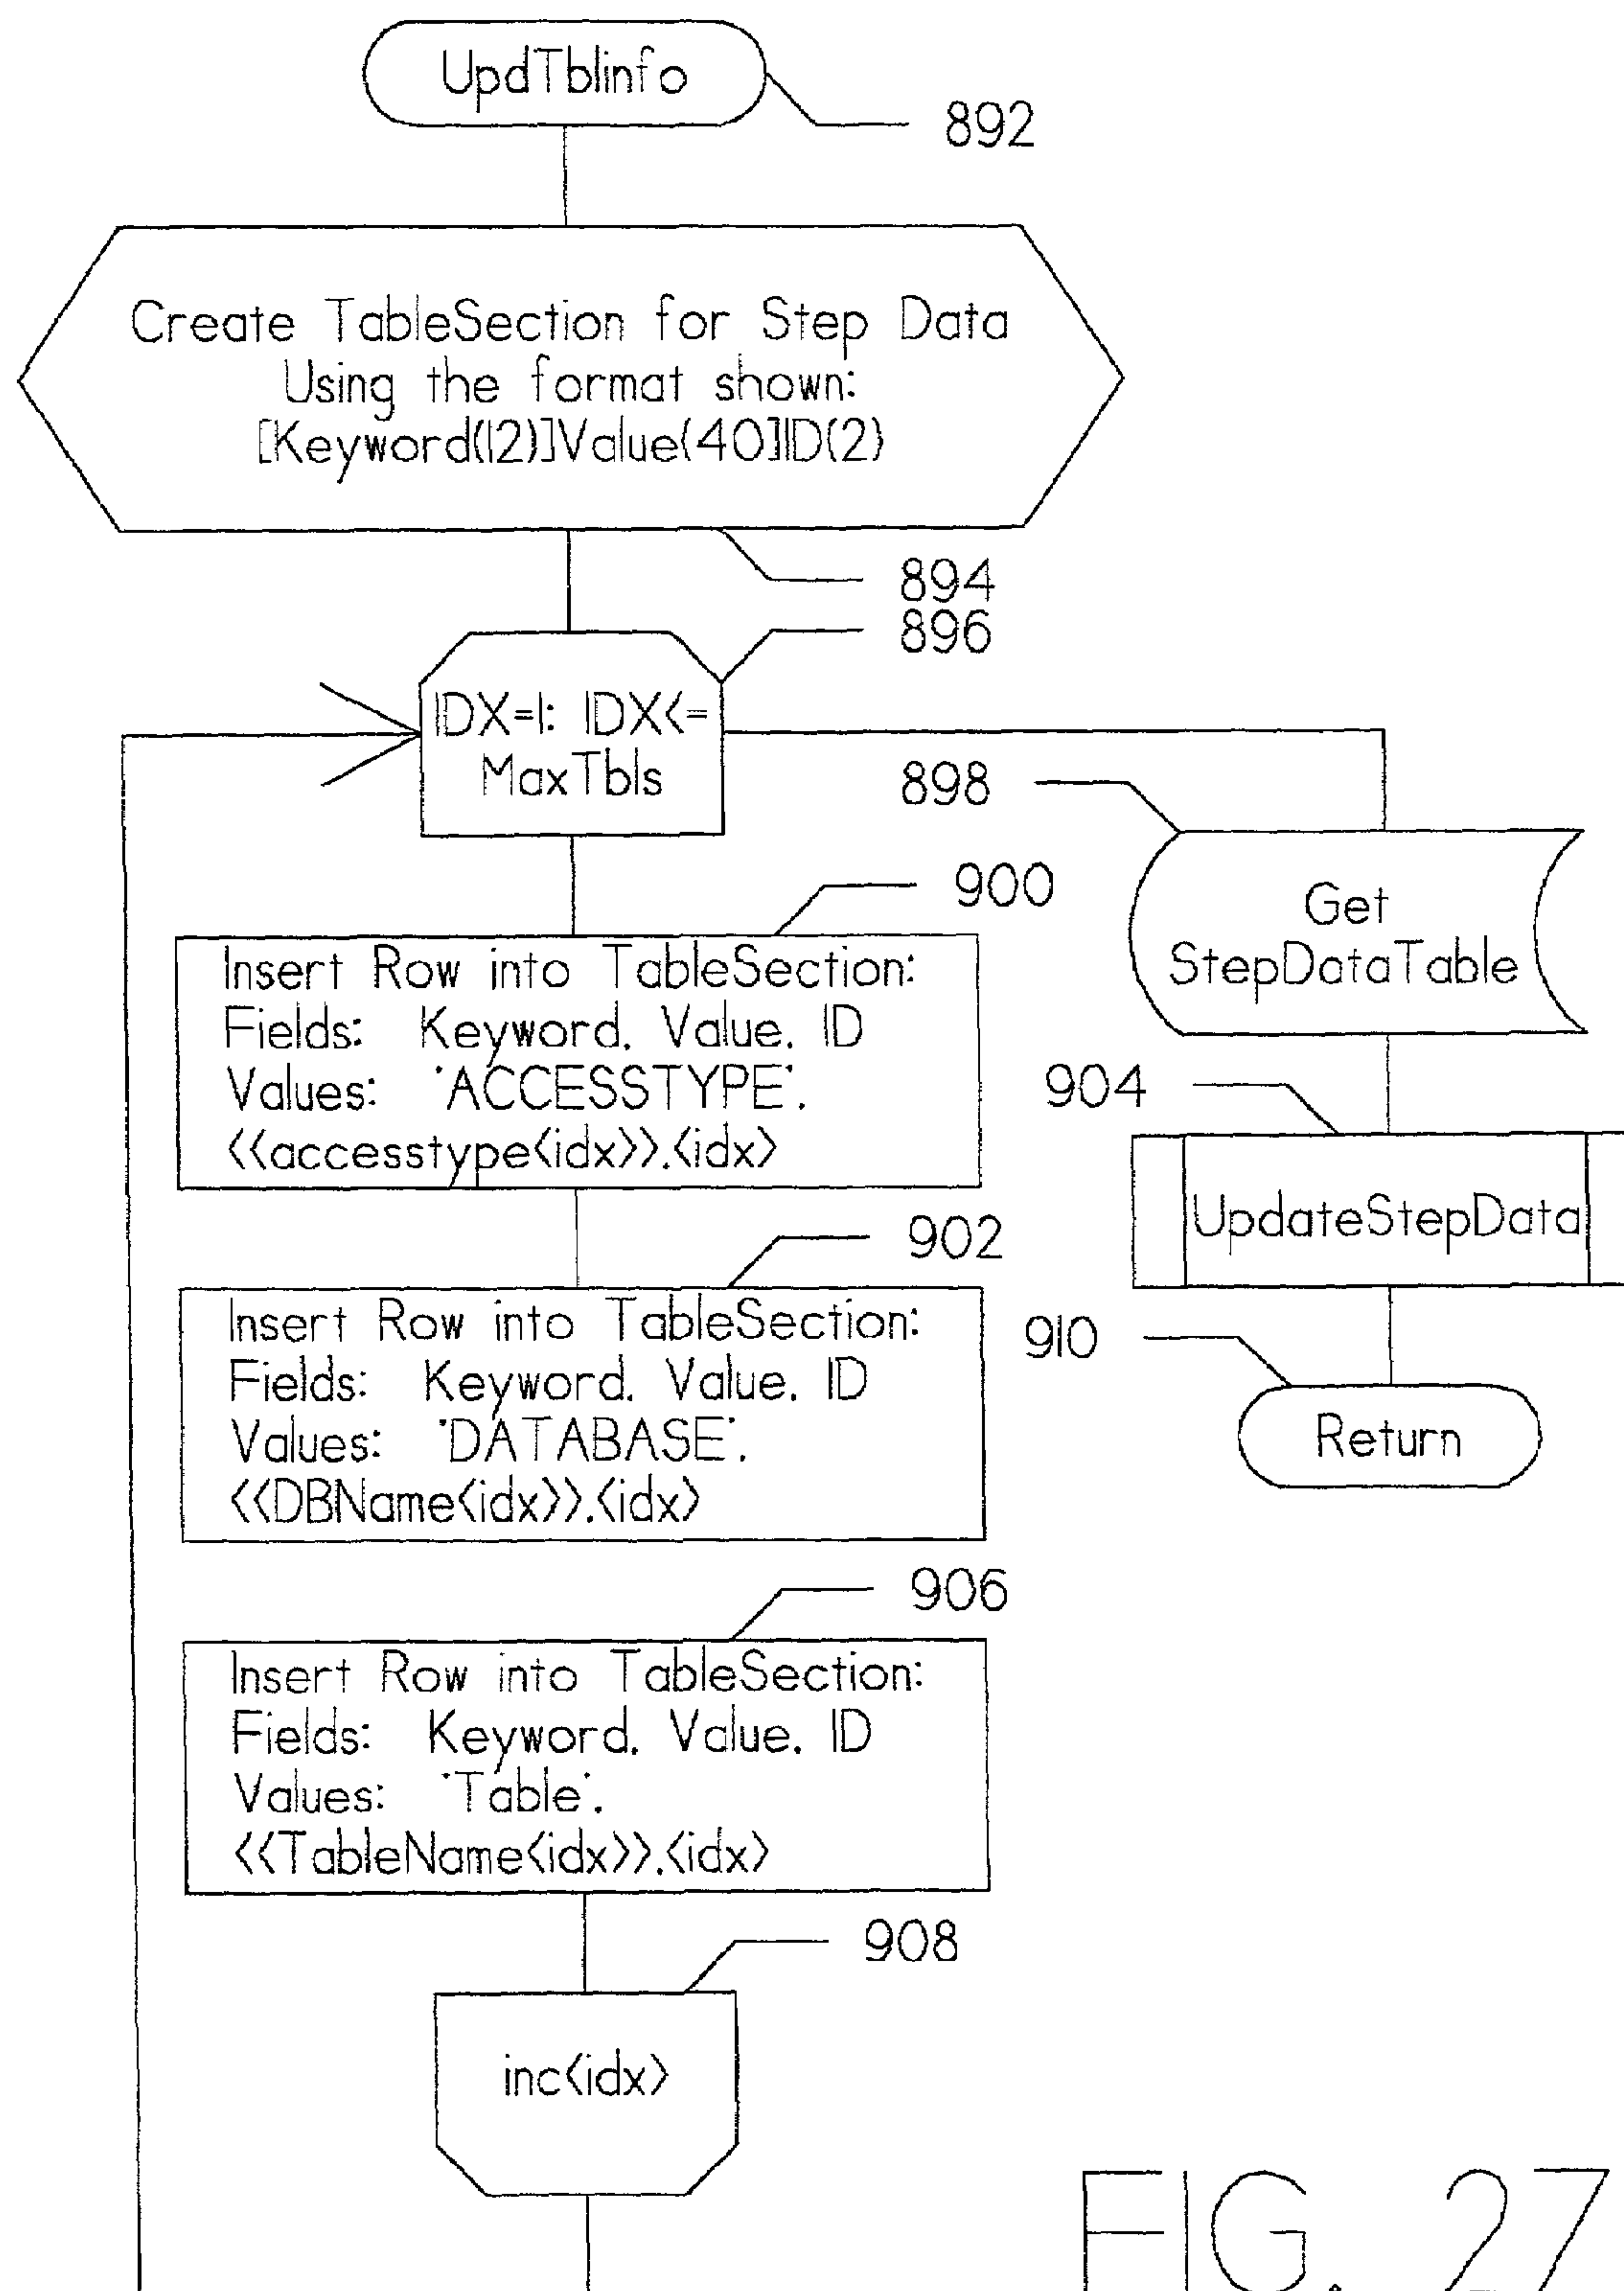 UpdTblinfo
892
Create TableSection for Step Data
Using the format shown:
[Keyword(12)]Value(40]ID(2)
894
896
IDX=1: IDX<=
MaxTbls
898
Get
StepDataTable
900
Insert Row into TableSection:
Fields: Keyword, Value, ID
Values: 'ACCESSTYPE',
<<accesstype<idx>>,<idx>
904
UpdateStepData
902
Insert Row into TableSection:
Fields: Keyword, Value, ID
Values: 'DATABASE',
<<DBName<idx>>,<idx>
910
Return
906
Insert Row into TableSection:
Fields: Keyword, Value, ID
Values: 'Table',
<<TableName<idx>>,<idx>
908
inc<idx>
FIG. 27